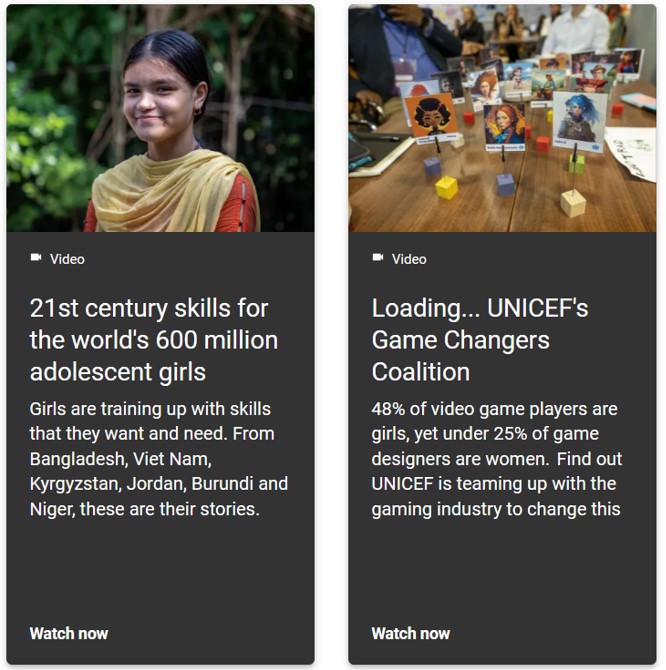 Video
21st century skills for
the world's 600 million
adolescent girls
Girls are training up with skills
that they want and need. From
Bangladesh, Viet Nam,
Kyrgyzstan, Jordan, Burundi and
Niger, these are their stories.
Watch now
Video
Loading... UNICEF's
Game Changers
Coalition
48% of video game players are
girls, yet under 25% of game
designers are women. Find out
UNICEF is teaming up with the
gaming industry to change this
Watch now